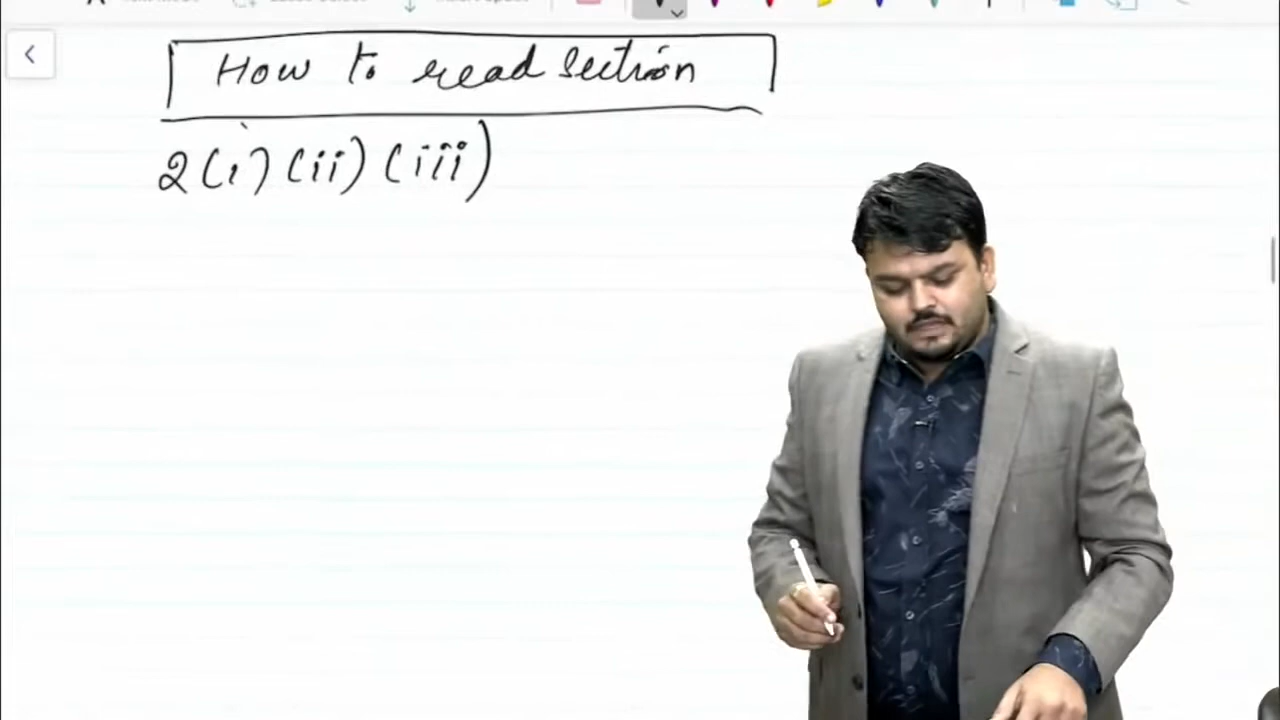 How to read section
2(i) (ii) (iii)